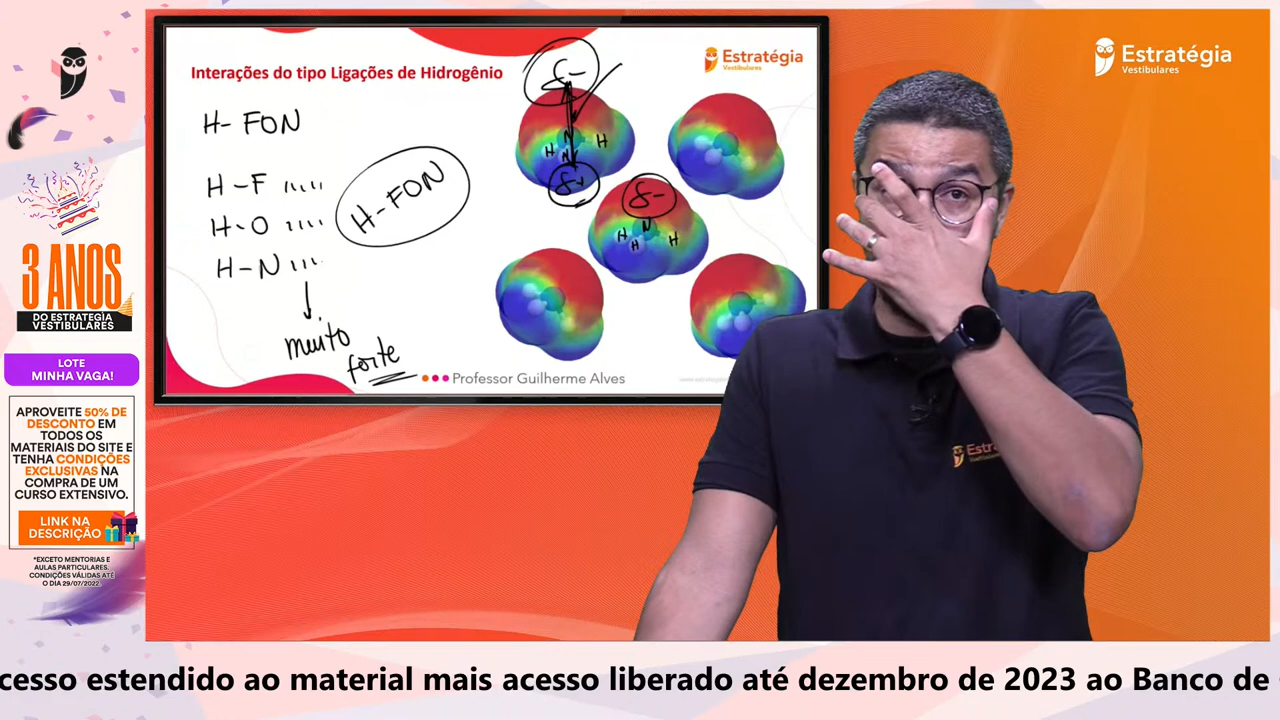 Interações do tipo Ligações de Hidrogênio
Estratégia
Vestibulares
H- FON
H-F
H-O
H-N
H-FON
muito
forte
δ-
H
N
H
H
δ+
δ-
N
H
H
H
Professor Guilherme Alves
Estratégia
Vestibulares
3 ANOS
DO ESTRATÉGIA
VESTIBULARES
LOTE
MINHA VAGA!
APROVEITE 50% DE
DESCONTO EM
TODOS OS
MATERIAIS DO SITE E
TENHA CONDIÇÕES
EXCLUSIVAS NA
COMPRA DE UM
CURSO EXTENSIVO.
LINK NA
DESCRIÇÃO
*EXCETO MENTORIAS E
AULAS PARTICULARES.
CONDIÇÕES VÁLIDAS ATÉ
O DIA 29/07/2022.
cesso estendido ao material mais acesso liberado até dezembro de 2023 ao Banco de